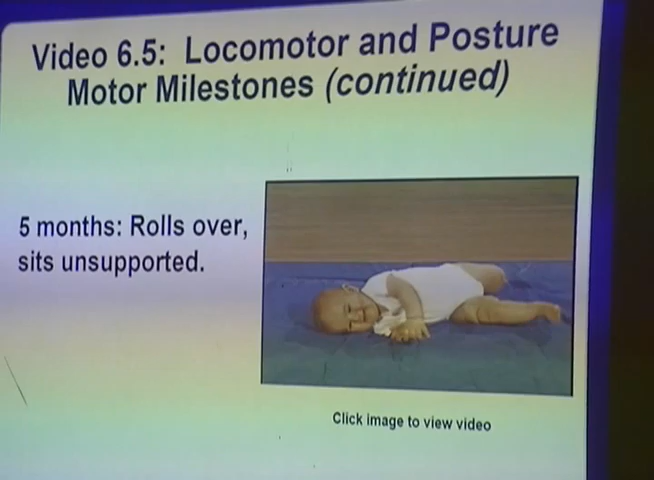 Video 6.5: Locomotor and Posture
Motor Milestones (continued)
5 months: Rolls over,
sits unsupported.
Click image to view video